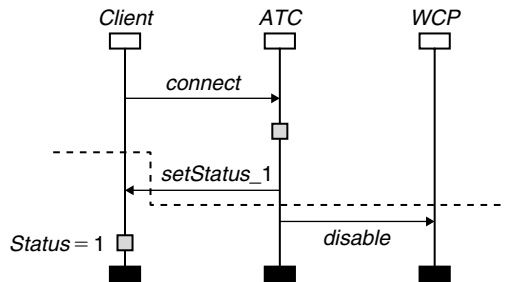 Client ATC WCP
connect
setStatus_1
disable
Status = 1